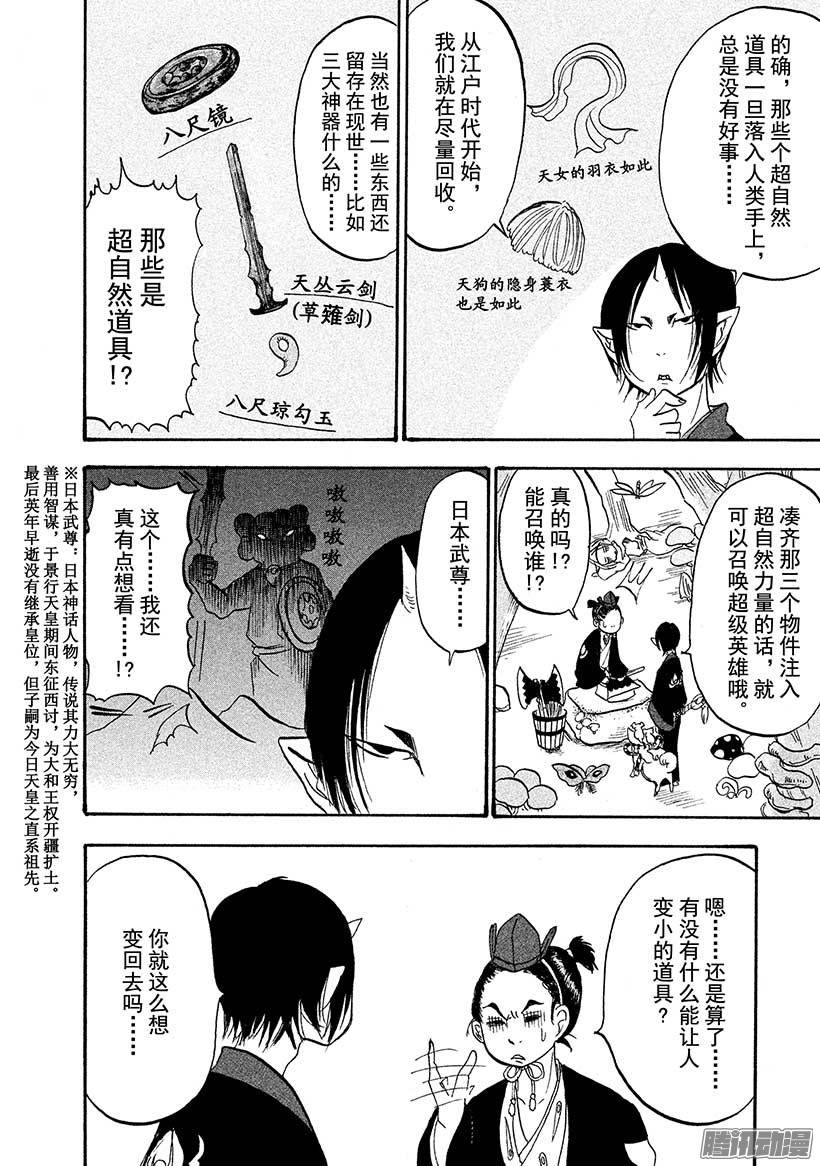 的确，那些个超自然
道具一旦落入人类手上，
总是没有好事……
从江户时代开始，
我们就在尽量
回收。
天女的羽衣如此
天狗的隐身蓑衣
也是如此
当然也有一些东西还
留存在现世……比如
三大神器什么的……
八尺镜
天丛云剑
(草薙剑)
八尺琼勾玉
那些是
超自然道具！？
凑齐那三个物件注入
超自然力量的话，就
可以召唤超级英雄哦。
真的吗！？
能召唤谁！？
日本武尊……
嗷嗷嗷嗷
这个……我还
真有点想看……！？
※日本武尊：日本神话人物，传说其力大无穷，
善用智谋，于景行天皇期间东征西讨，为大和王权开疆扩土。
最后英年早逝没有继承皇位，但子嗣为今日天皇之直系祖先。
嗯……还是算了……
有没有什么能让人
变小的道具？
你就这么想
变回去吗……
腾讯动漫